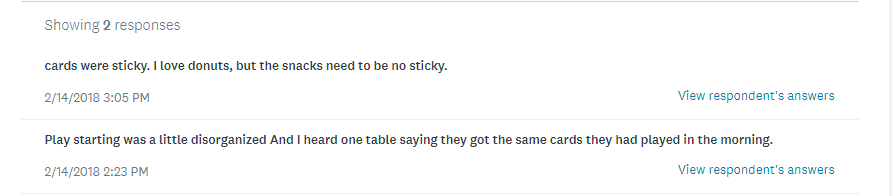 Showing 2 responses
cards were sticky. I love donuts, but the snacks need to be no sticky.
2/14/2018 3:05 PM View respondent's answers
Play starting was a little disorganized And I heard one table saying they got the same cards they had played in the morning.
2/14/2018 2:23 PM View respondent's answers